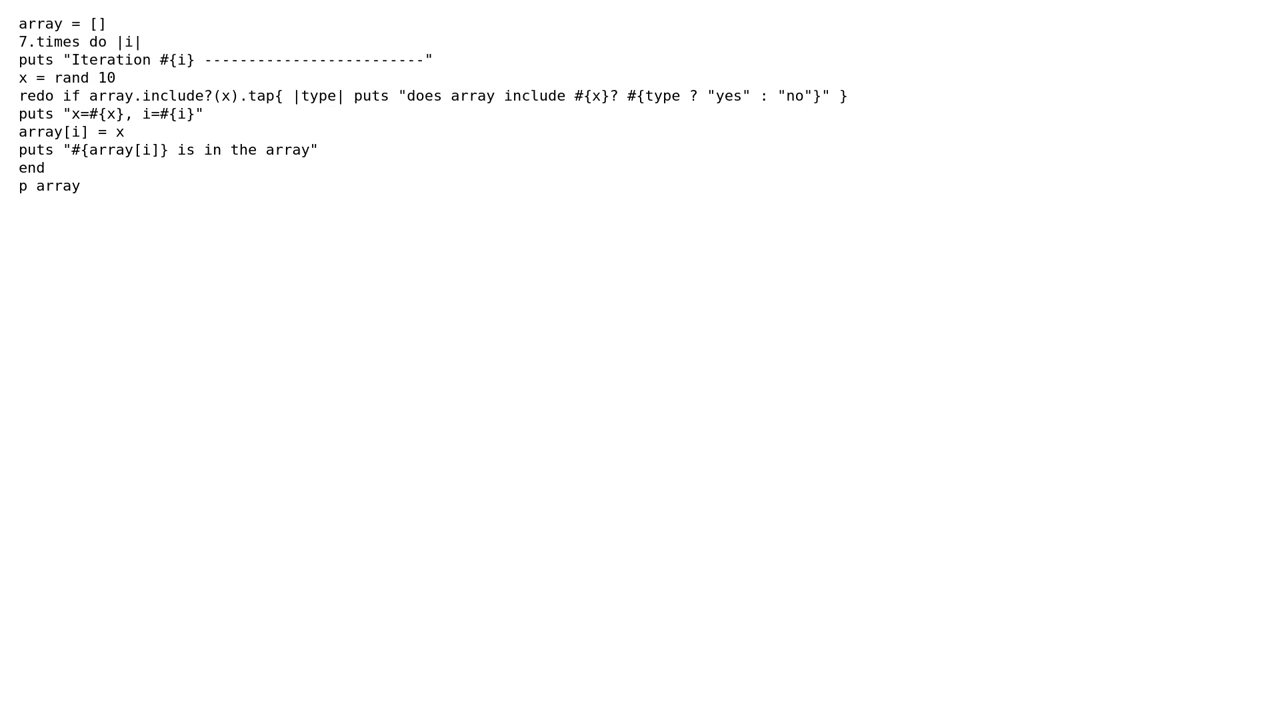 array = []
7.times do |i|
puts "Iteration #{i} -------------------------"
x = rand 10
redo if array.include?(x).tap{ |type| puts "does array include #{x}? #{type ? "yes" : "no"}" }
puts "x=#{x}, i=#{i}"
array[i] = x
puts "#{array[i]} is in the array"
end
p array